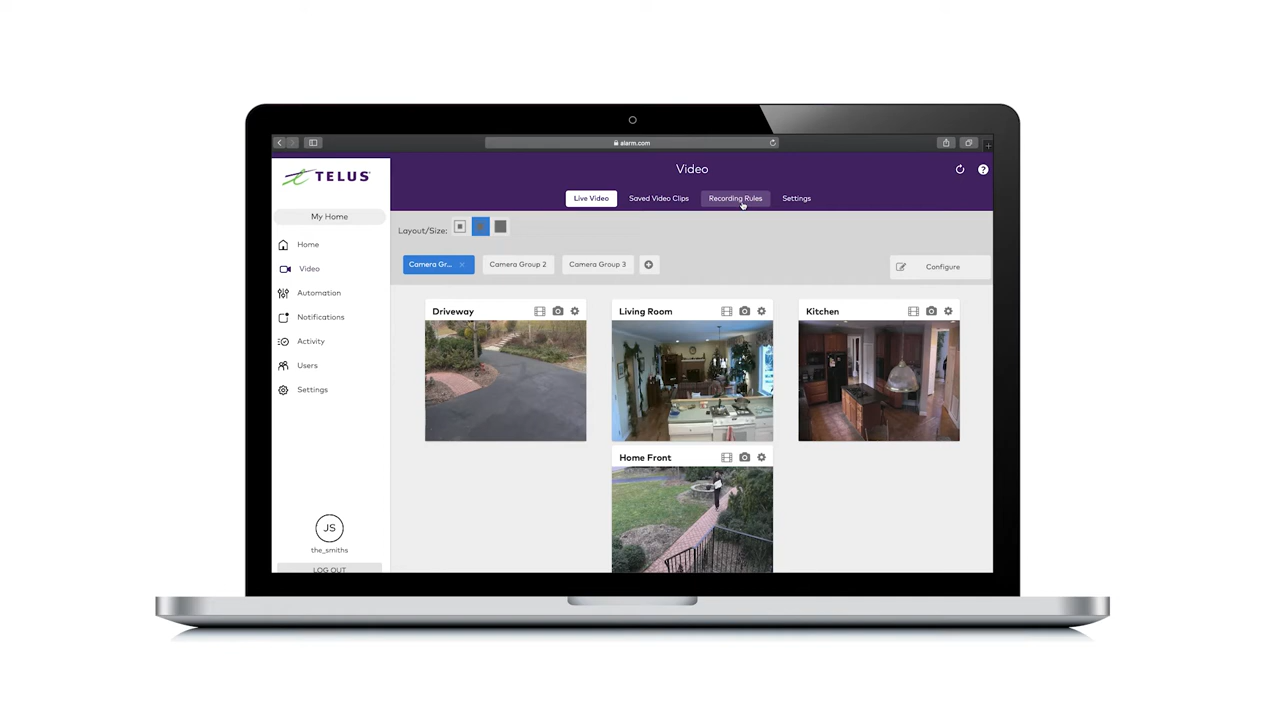 alarm.com
TELUS
Video
Live Video
Saved Video Clips
Recording Rules
Settings
My Home
Home
Video
Automation
Notifications
Activity
Users
Settings
JS
the_smiths
LOG OUT
Layout/Size:
Camera Gr...
Camera Group 2
Camera Group 3
Configure
Driveway
Living Room
Kitchen
Home Front